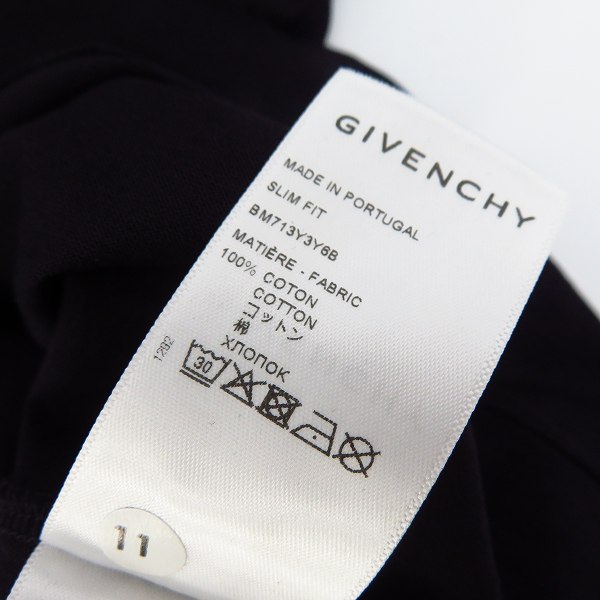 GIVENCHY
MADE IN PORTUGAL
SLIM FIT
BM713Y3Y6B
MATIÈRE - FABRIC
100% COTON
COTTON
コットン
棉
ХЛОПОК
1292
30
11